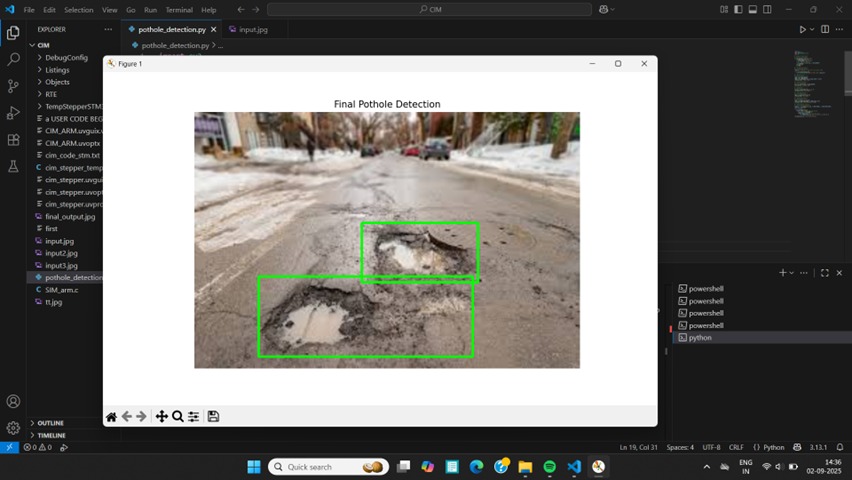 File Edit Selection View Go Run Terminal Help
CIM
EXPLORER
pothole_detection.py
input.jpg
CIM
pothole_detection.py > ...
DebugConfig
Listings
Objects
RTE
TempStepperSTM3
a USER CODE BEG
CIM_ARM.uvguix.v
CIM_ARM.uvoptx
CIM_ARM.uvprojx
cim_code_stm.txt
cim_stepper_temp
cim_stepper.uvguix
cim_stepper.uvopt
cim_stepper.uvpro
final_output.jpg
first
input.jpg
input2.jpg
input3.jpg
pothole_detection
SIM_arm.c
tt.jpg
OUTLINE
TIMELINE
Figure 1
Final Pothole Detection
powershell
powershell
powershell
powershell
python
0 0
Ln 19, Col 31 Spaces: 4 UTF-8 CRLF Python 3.13.1
Quick search
ENG
IN
14:36
02-09-2025